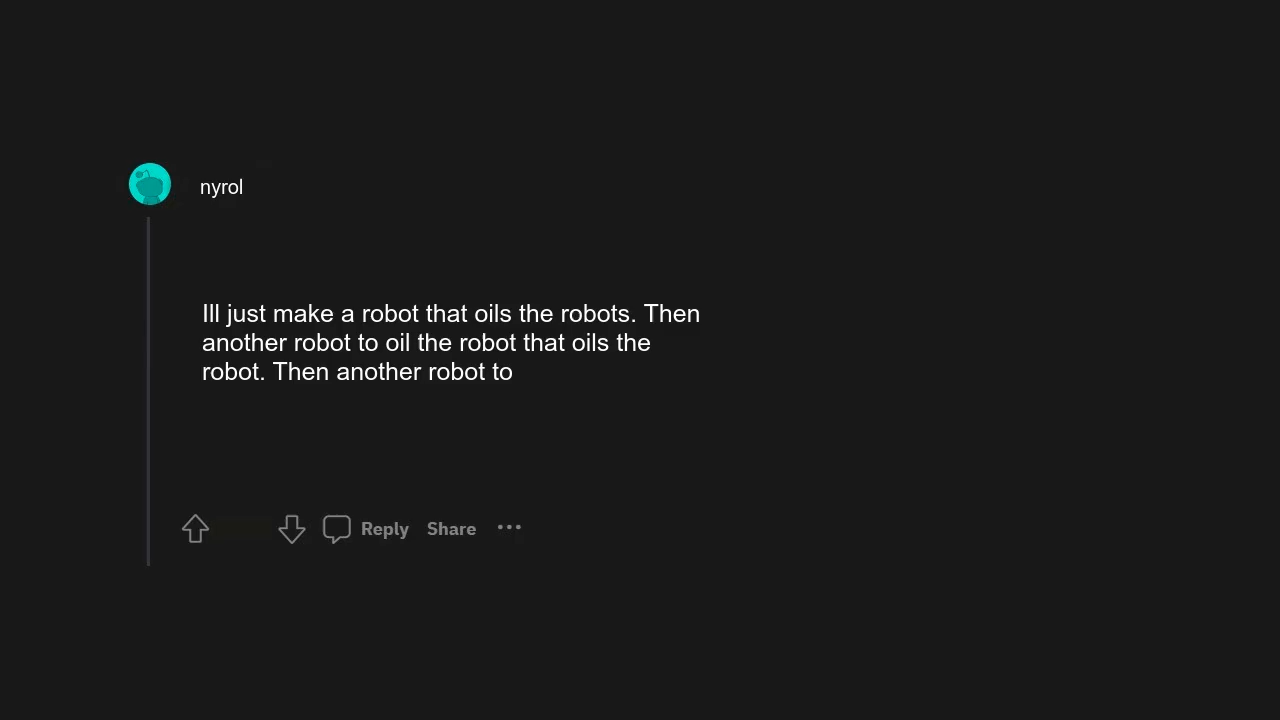 nyrol
Ill just make a robot that oils the robots. Then
another robot to oil the robot that oils the
robot. Then another robot to
Reply Share